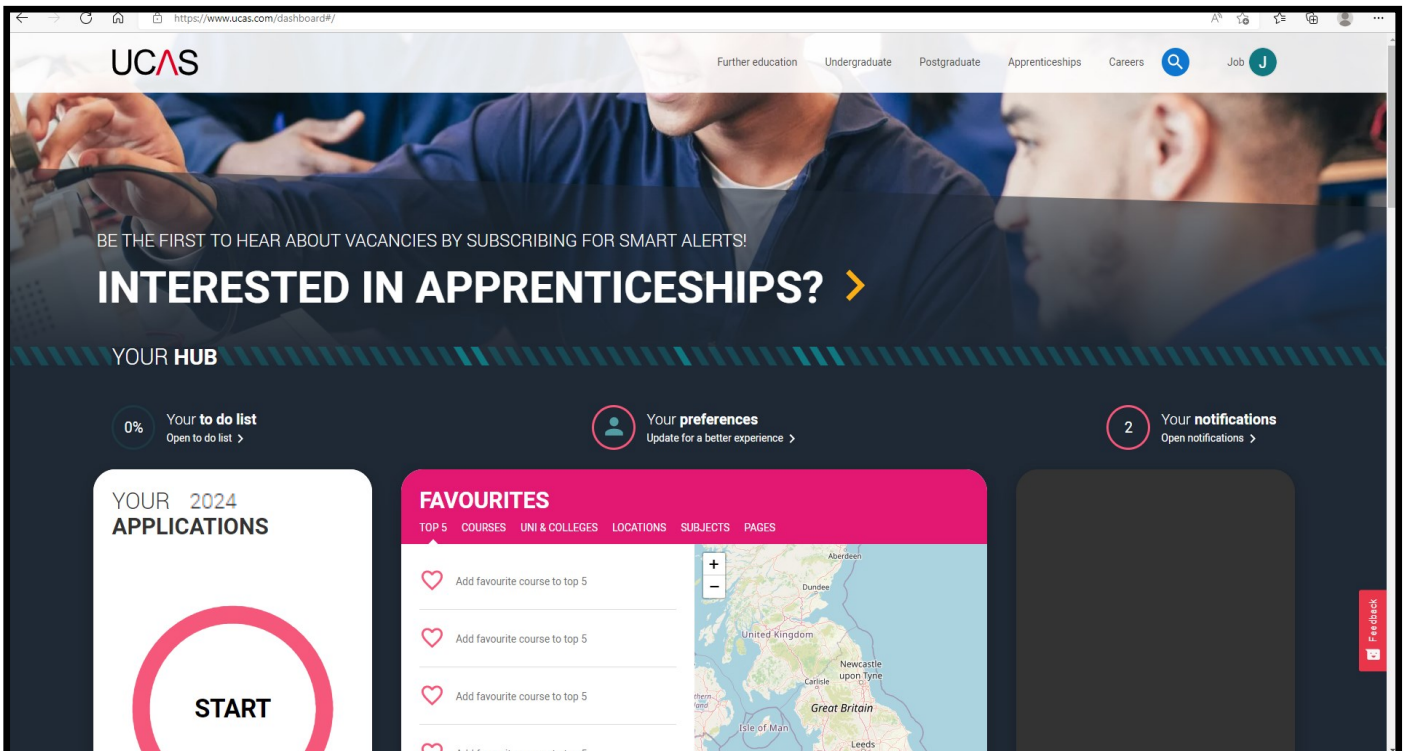 https://www.ucas.com/dashboard#/
UCAS
Further education Undergraduate Postgraduate Apprenticeships Careers Job J
BE THE FIRST TO HEAR ABOUT VACANCIES BY SUBSCRIBING FOR SMART ALERTS!
INTERESTED IN APPRENTICESHIPS?
YOUR HUB
0%
Your to do list
Open to do list >
Your preferences
Update for a better experience >
2
Your notifications
Open notifications >
YOUR 2024
APPLICATIONS
START
FAVOURITES
TOP 5 COURSES UNI & COLLEGES LOCATIONS SUBJECTS PAGES
Add favourite course to top 5
Add favourite course to top 5
Add favourite course to top 5
+
−
Aberdeen
Dundee
United Kingdom
Newcastle
upon Tyne
Carlisle
Great Britain
Isle of Man
Leeds
Feedback